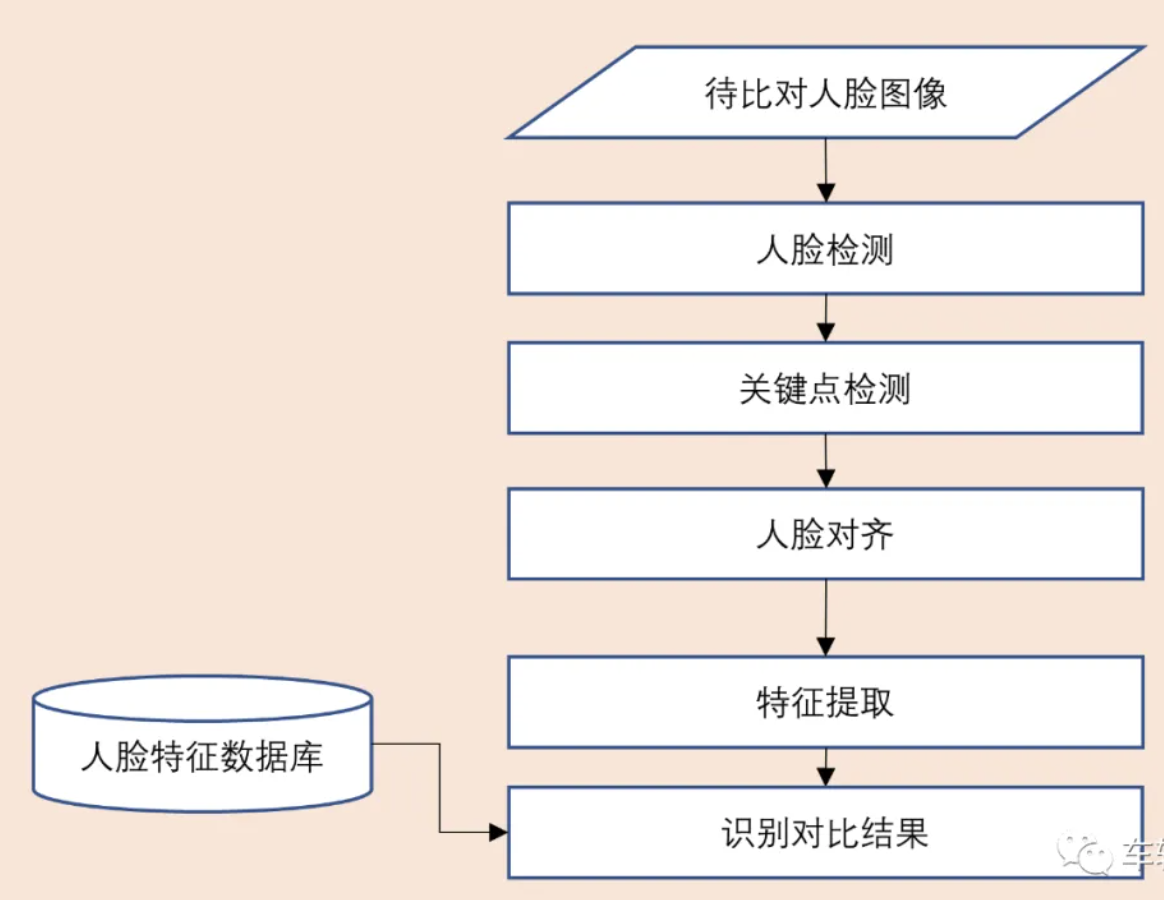 待比对人脸图像
人脸检测
关键点检测
人脸对齐
特征提取
人脸特征数据库
识别对比结果
车